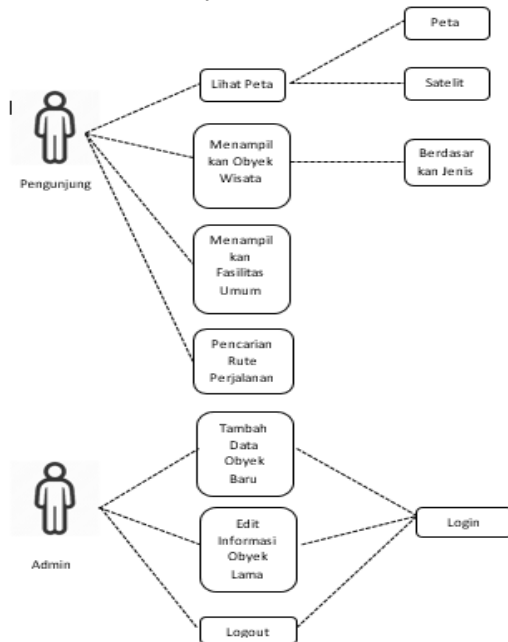 Peta
Lihat Peta
Satelit
Menampil
kan Obyek
Wisata
Berdasar
kan Jenis
Pengunjung
Menampil
kan
Fasilitas
Umum
Pencarian
Rute
Perjalanan
Tambah
Data
Obyek
Baru
Login
Edit
Informasi
Obyek
Lama
Admin
Logout